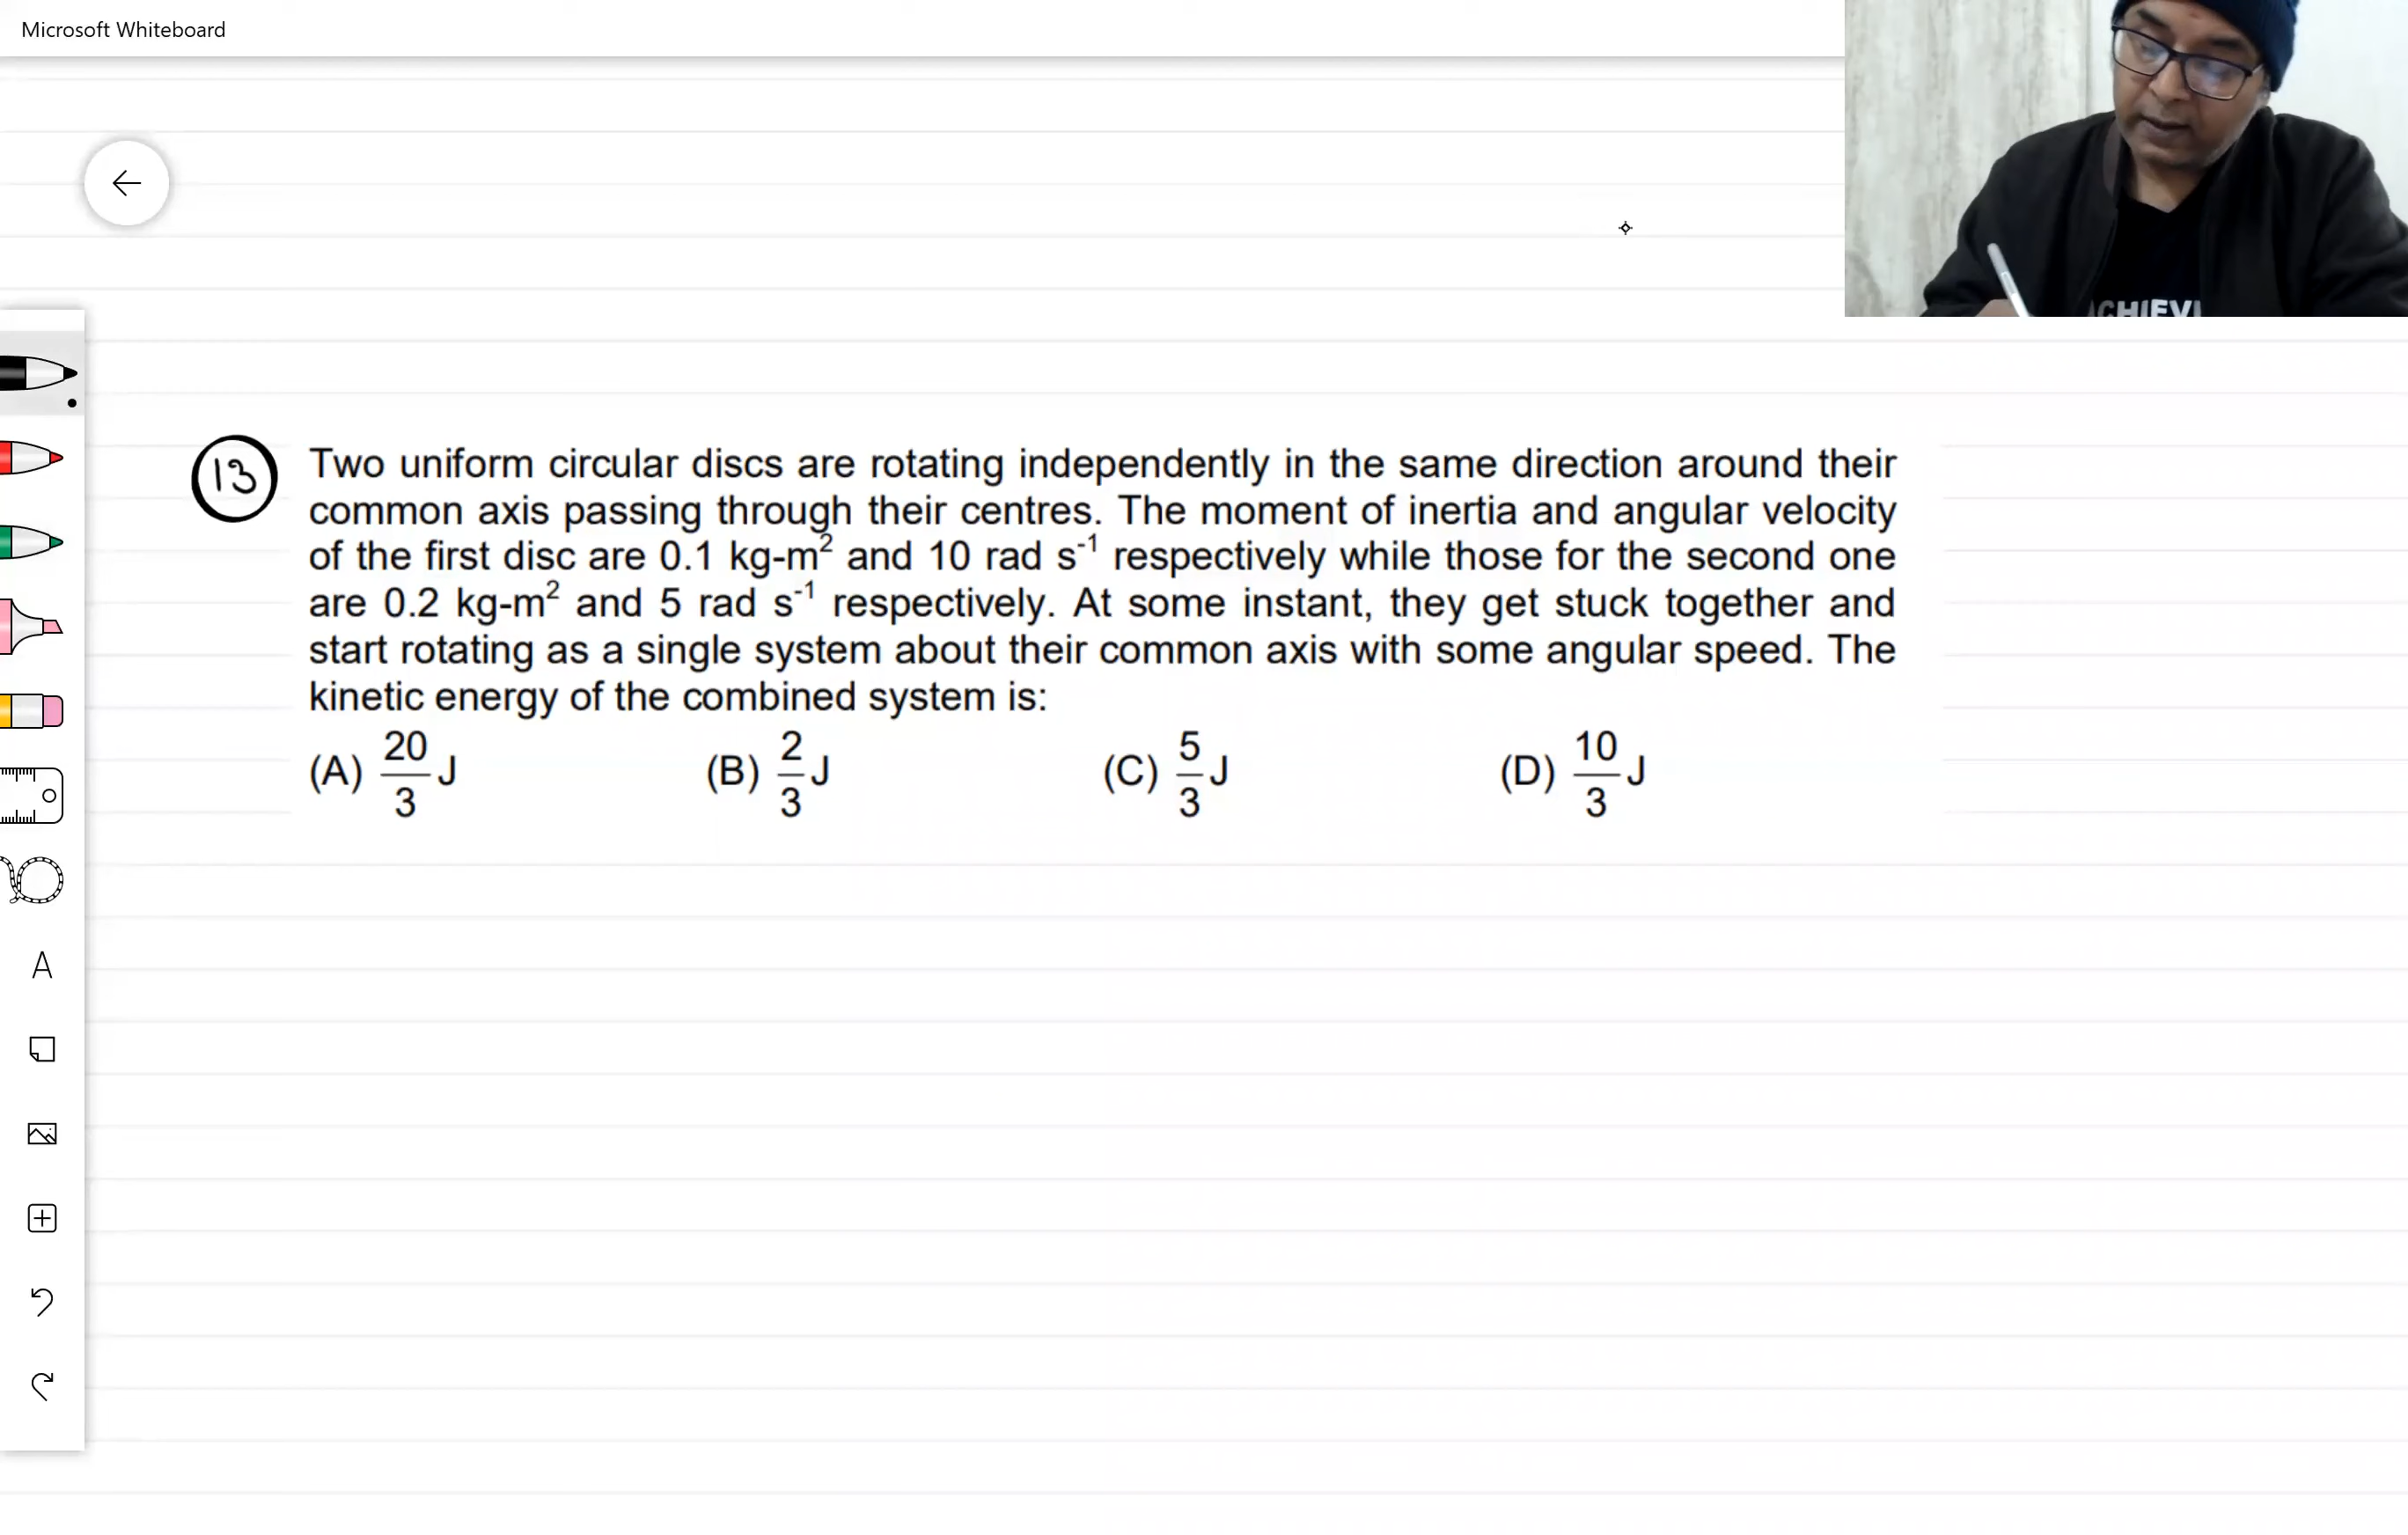 Microsoft Whiteboard
13
Two uniform circular discs are rotating independently in the same direction around their
common axis passing through their centres. The moment of inertia and angular velocity
of the first disc are 0.1 kg-m² and 10 rad s⁻¹ respectively while those for the second one
are 0.2 kg-m² and 5 rad s⁻¹ respectively. At some instant, they get stuck together and
start rotating as a single system about their common axis with some angular speed. The
kinetic energy of the combined system is:
(A) 20/3 J (B) 2/3 J (C) 5/3 J (D) 10/3 J
A